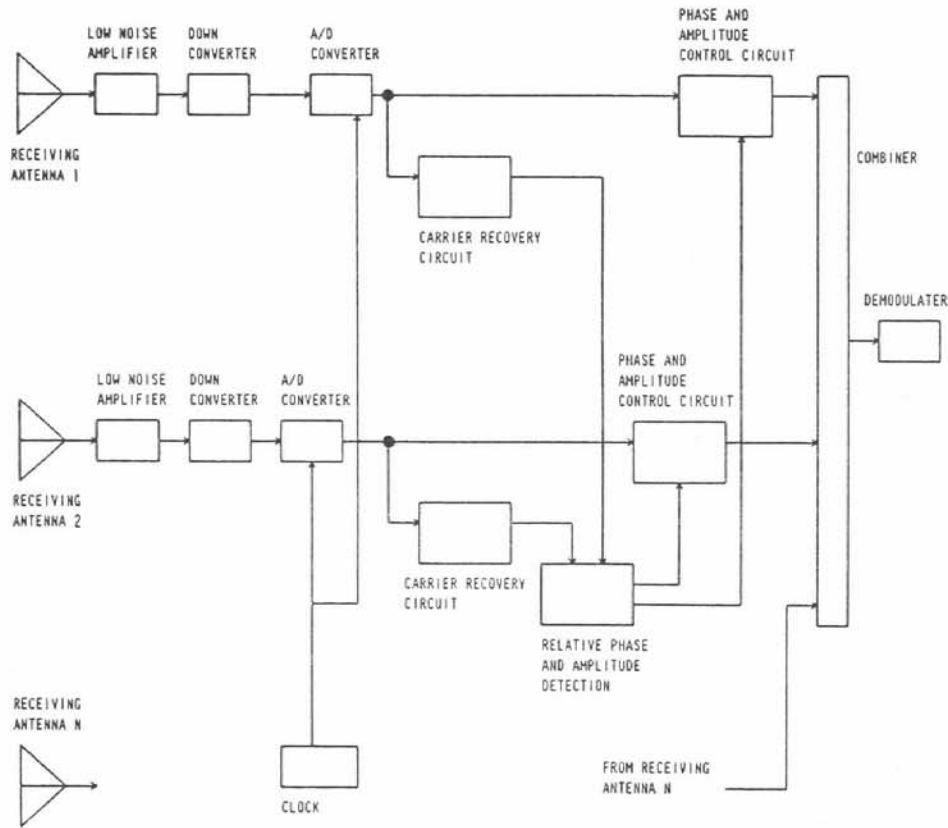 PHASE AND
AMPLITUDE
CONTROL CIRCUIT
LOW NOISE
AMPLIFIER
DOWN
CONVERTER
A/D
CONVERTER
RECEIVING
ANTENNA 1
COMBINER
CARRIER RECOVERY
CIRCUIT
DEMODULATER
PHASE AND
AMPLITUDE
CONTROL CIRCUIT
LOW NOISE
AMPLIFIER
DOWN
CONVERTER
A/D
CONVERTER
RECEIVING
ANTENNA 2
CARRIER RECOVERY
CIRCUIT
RELATIVE PHASE
AND AMPLITUDE
DETECTION
RECEIVING
ANTENNA N
CLOCK
FROM RECEIVING
ANTENNA N